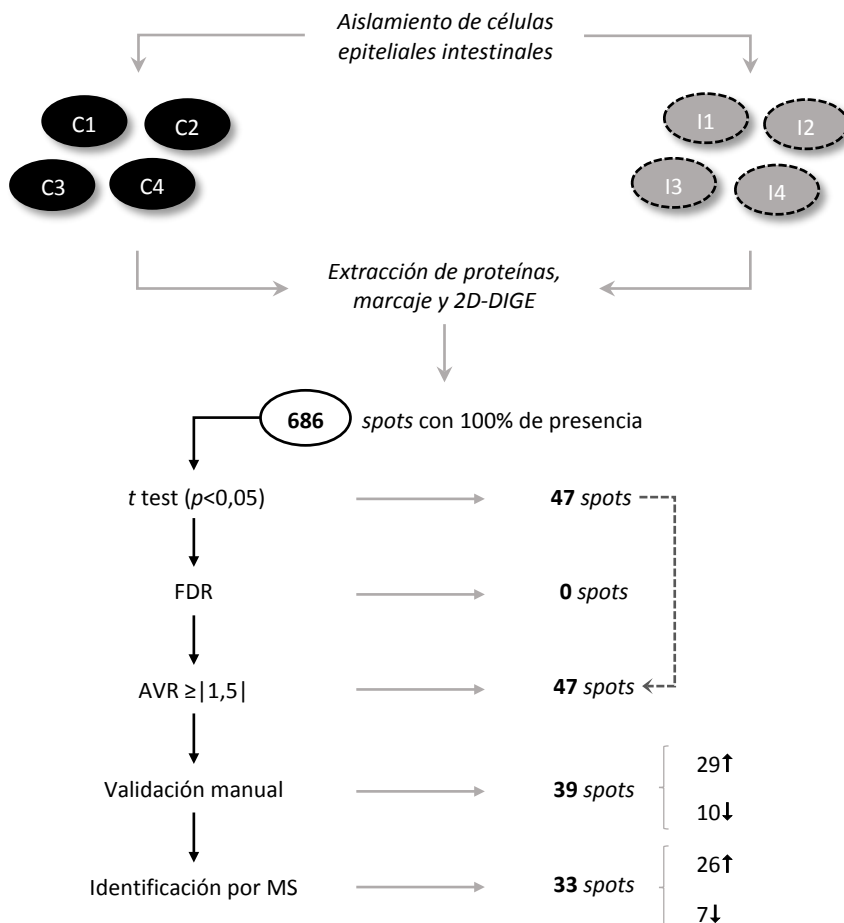 Aislamiento de células
epiteliales intestinales
C1
C2
C3
C4
I1
I2
I3
I4
Extracción de proteínas,
marcaje y 2D-DIGE
686 spots con 100% de presencia
t test (p<0,05) 47 spots
FDR 0 spots
AVR ≥|1,5| 47 spots
29↑
Validación manual 39 spots
10↓
26↑
Identificación por MS 33 spots
7↓